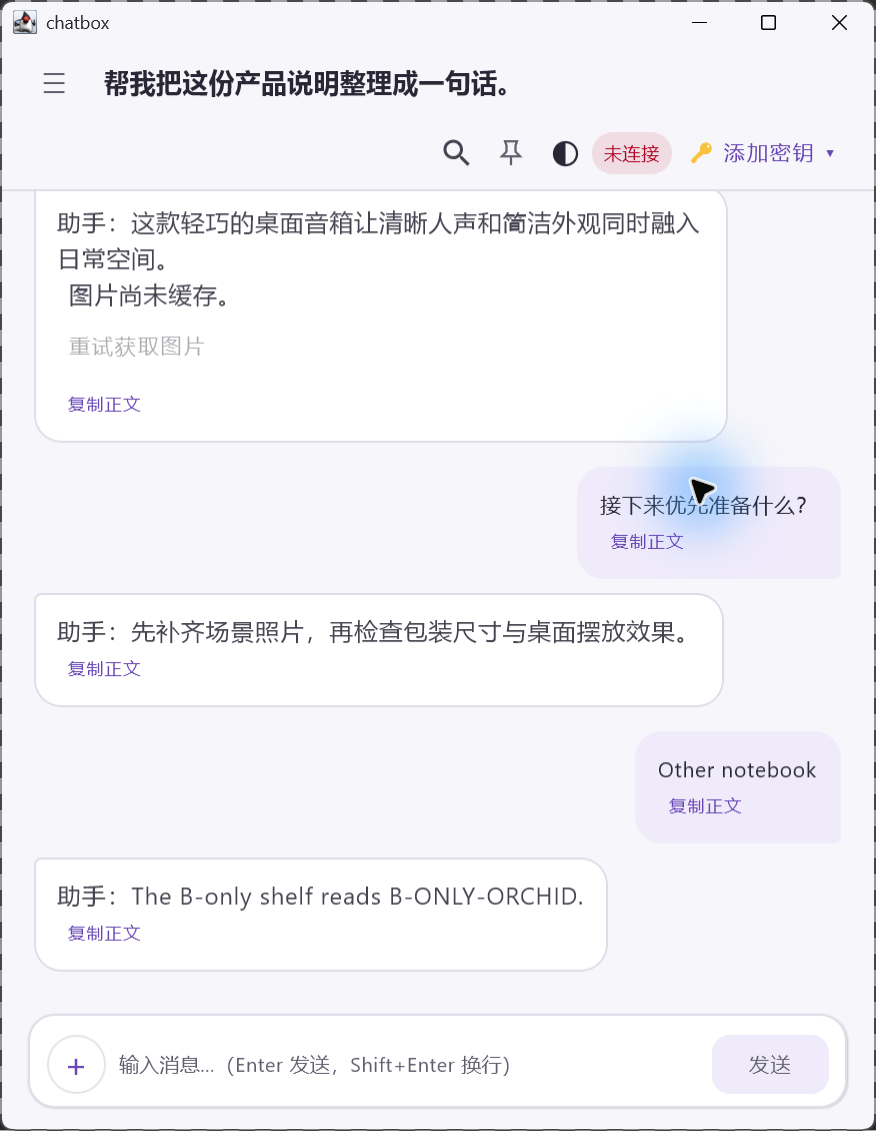 chatbox
帮我把这份产品说明整理成一句话。
未连接
添加密钥
助手：这款轻巧的桌面音箱让清晰人声和简洁外观同时融入
日常空间。
图片尚未缓存。
重试获取图片
复制正文
接下来优先准备什么？
复制正文
助手：先补齐场景照片，再检查包装尺寸与桌面摆放效果。
复制正文
Other notebook
复制正文
助手：The B-only shelf reads B-ONLY-ORCHID.
复制正文
输入消息...（Enter 发送，Shift+Enter 换行）
发送